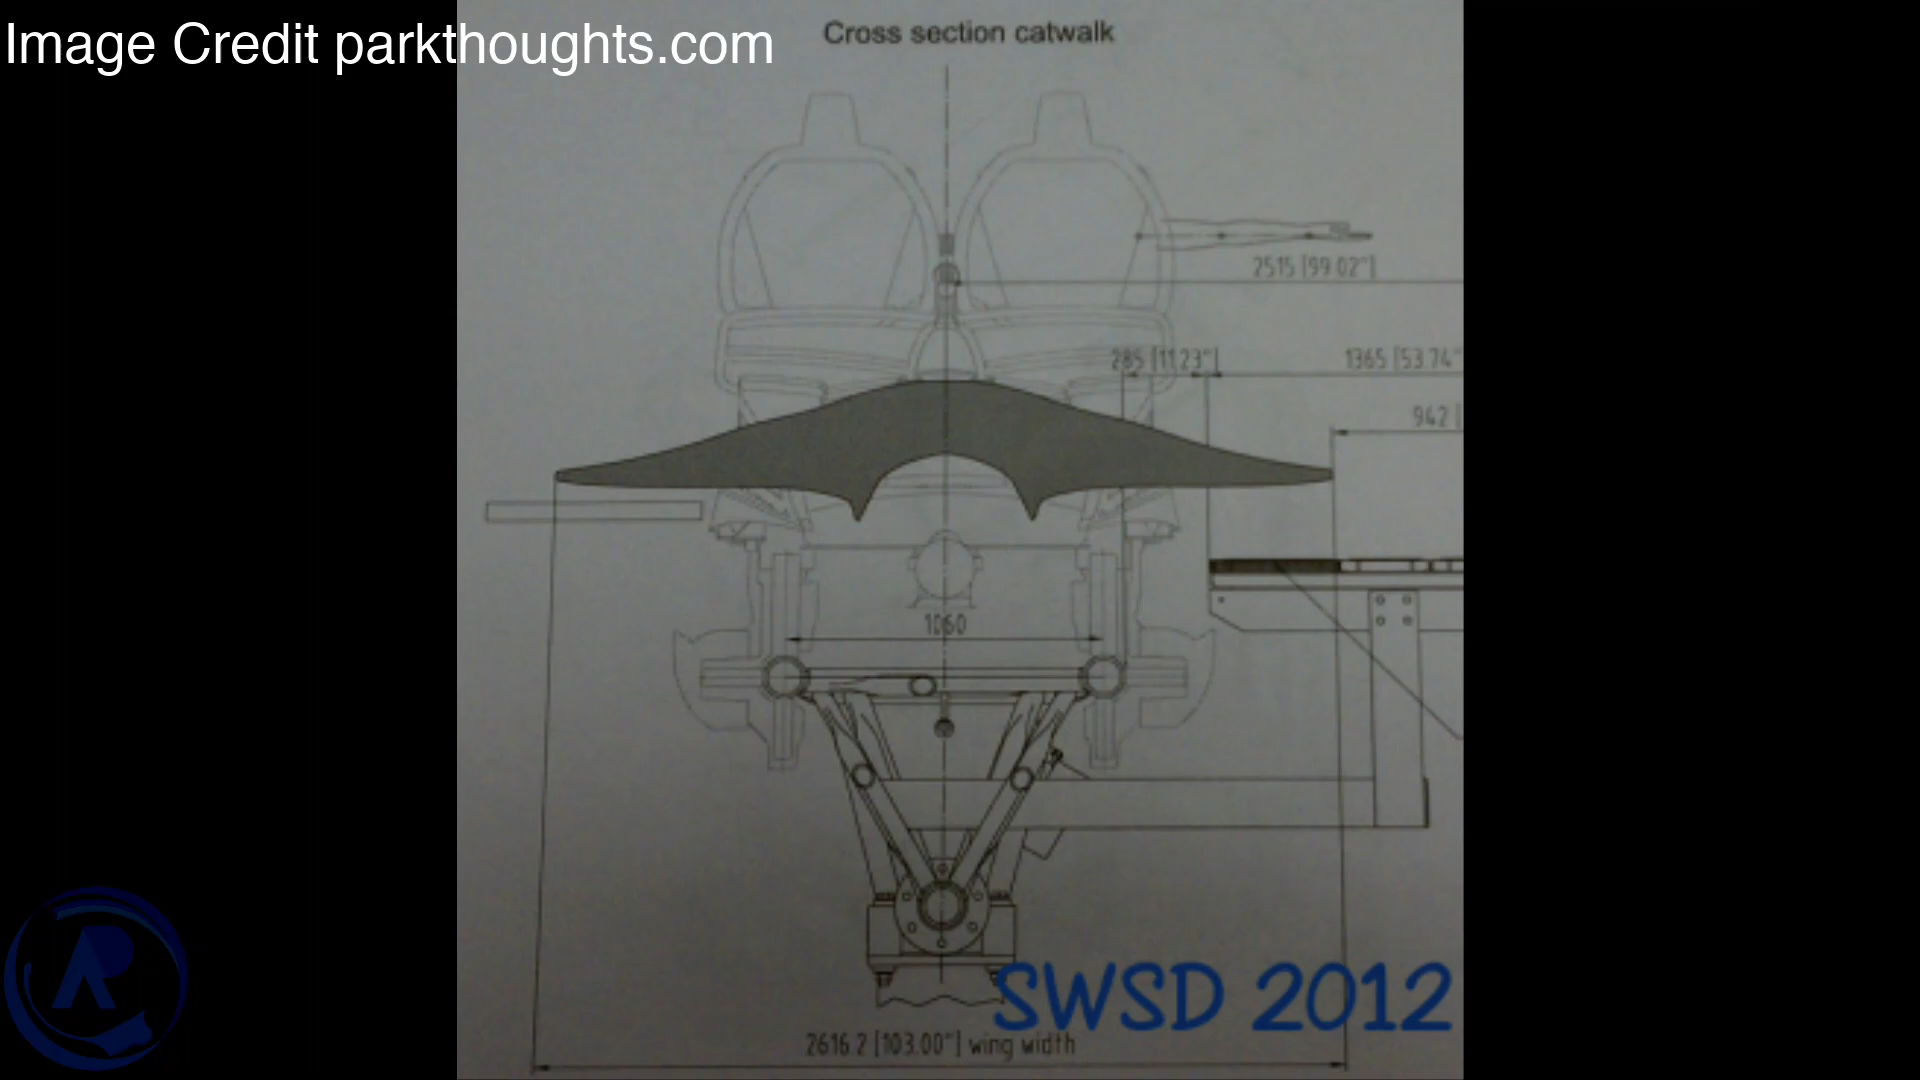 Image Credit parkthoughts.com
Cross section catwalk
2515 [99.02"]
285 [11.23"]
1365 [53.74"
942 [
1060
SWSD 2012
2616.2 [103.00"] wing width